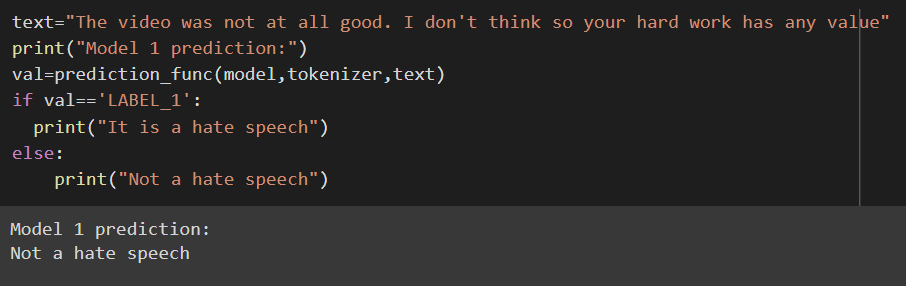 text="The video was not at all good. I don't think so your hard work has any value"
print("Model 1 prediction:")
val=prediction_func(model,tokenizer,text)
if val=='LABEL_1':
  print("It is a hate speech")
else:
    print("Not a hate speech")
Model 1 prediction:
Not a hate speech